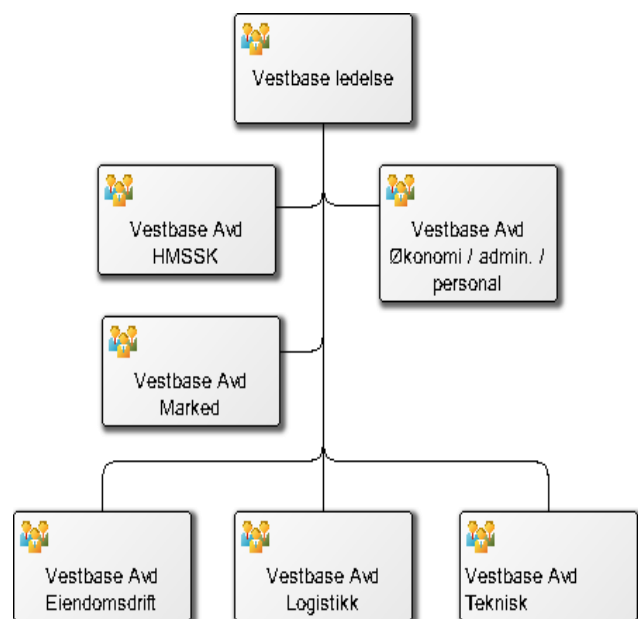 Vestbase ledelse
Vestbase Avd
HMSSK
Vestbase Avd
Økonomi / admin. /
personal
Vestbase Avd
Marked
Vestbase Avd
Eiendomsdrift
Vestbase Avd
Logistikk
Vestbase Avd
Teknisk